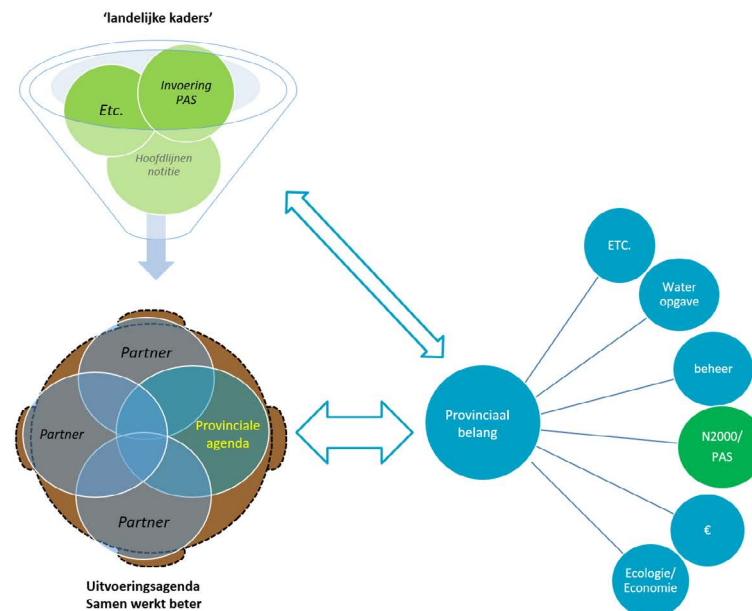 ‘landelijke kaders’
Etc.
Invoering
PAS
Hoofdlijnen
notitie
Partner
Partner
Provinciale
agenda
Partner
Uitvoeringsagenda
Samen werkt beter
Provinciaal
belang
ETC.
Water
opgave
beheer
N2000/
PAS
€
Ecologie/
Economie